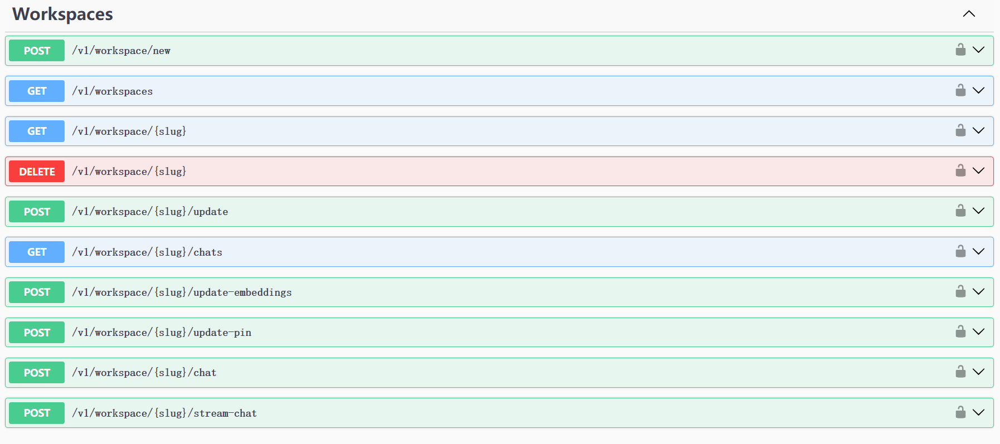 Workspaces
POST /v1/workspace/new
GET /v1/workspaces
GET /v1/workspace/{slug}
DELETE /v1/workspace/{slug}
POST /v1/workspace/{slug}/update
GET /v1/workspace/{slug}/chats
POST /v1/workspace/{slug}/update-embeddings
POST /v1/workspace/{slug}/update-pin
POST /v1/workspace/{slug}/chat
POST /v1/workspace/{slug}/stream-chat